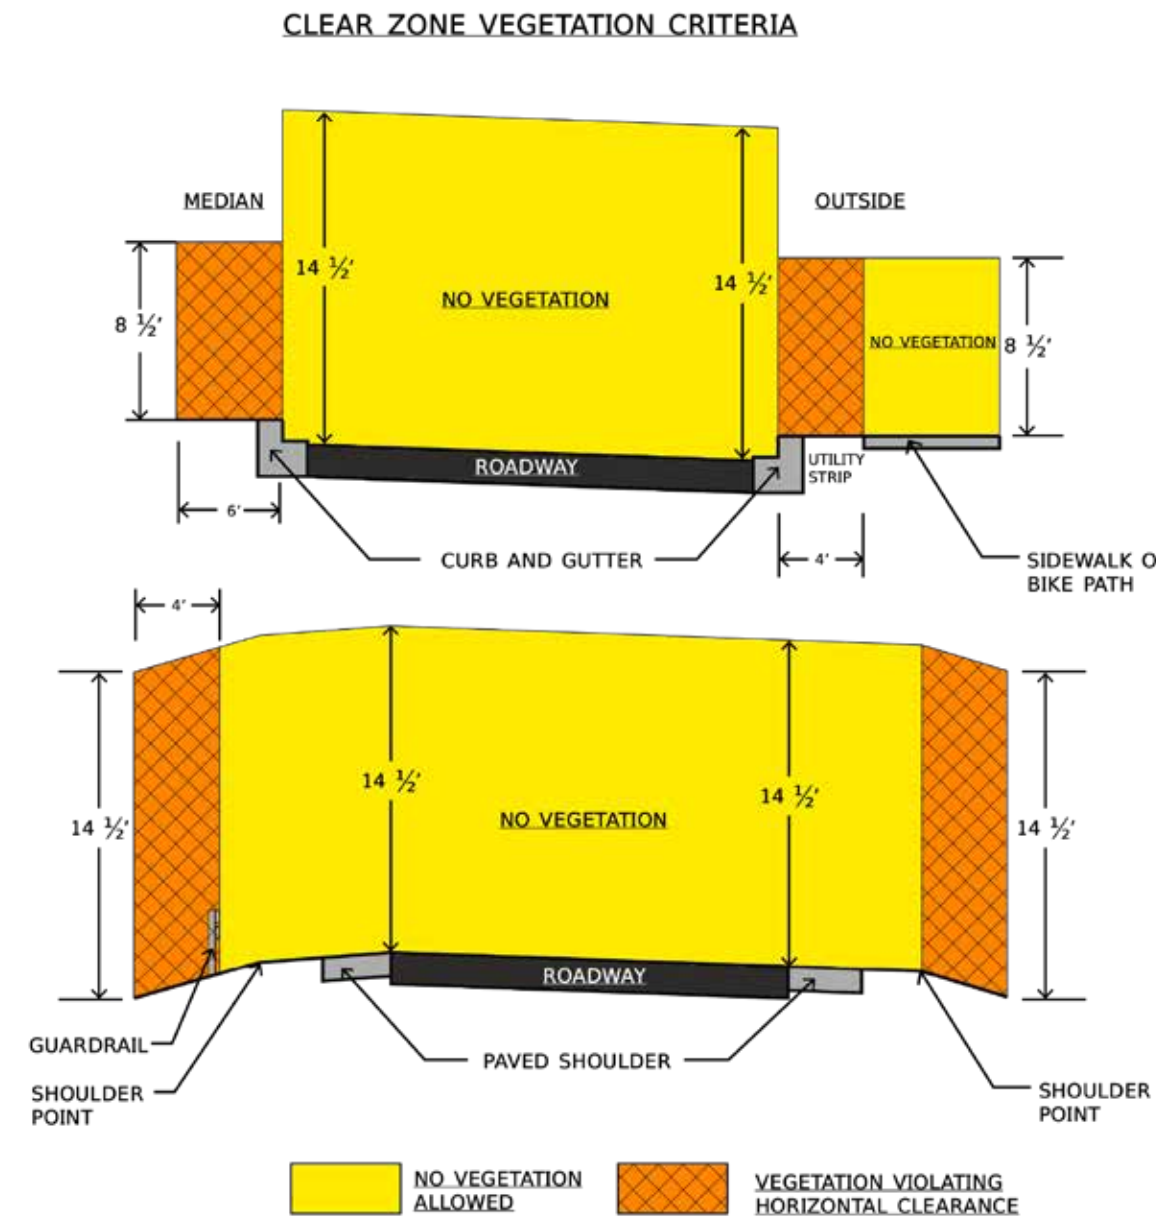 CLEAR ZONE VEGETATION CRITERIA
MEDIAN
OUTSIDE
14 ½'
14 ½'
NO VEGETATION
8 ½'
NO VEGETATION
8 ½'
ROADWAY
UTILITY
STRIP
6'
CURB AND GUTTER
4'
SIDEWALK O
BIKE PATH
4'
14 ½'
14 ½'
NO VEGETATION
14 ½'
14 ½'
ROADWAY
GUARDRAIL
PAVED SHOULDER
SHOULDER
POINT
SHOULDER
POINT
NO VEGETATION
ALLOWED
VEGETATION VIOLATING
HORIZONTAL CLEARANCE